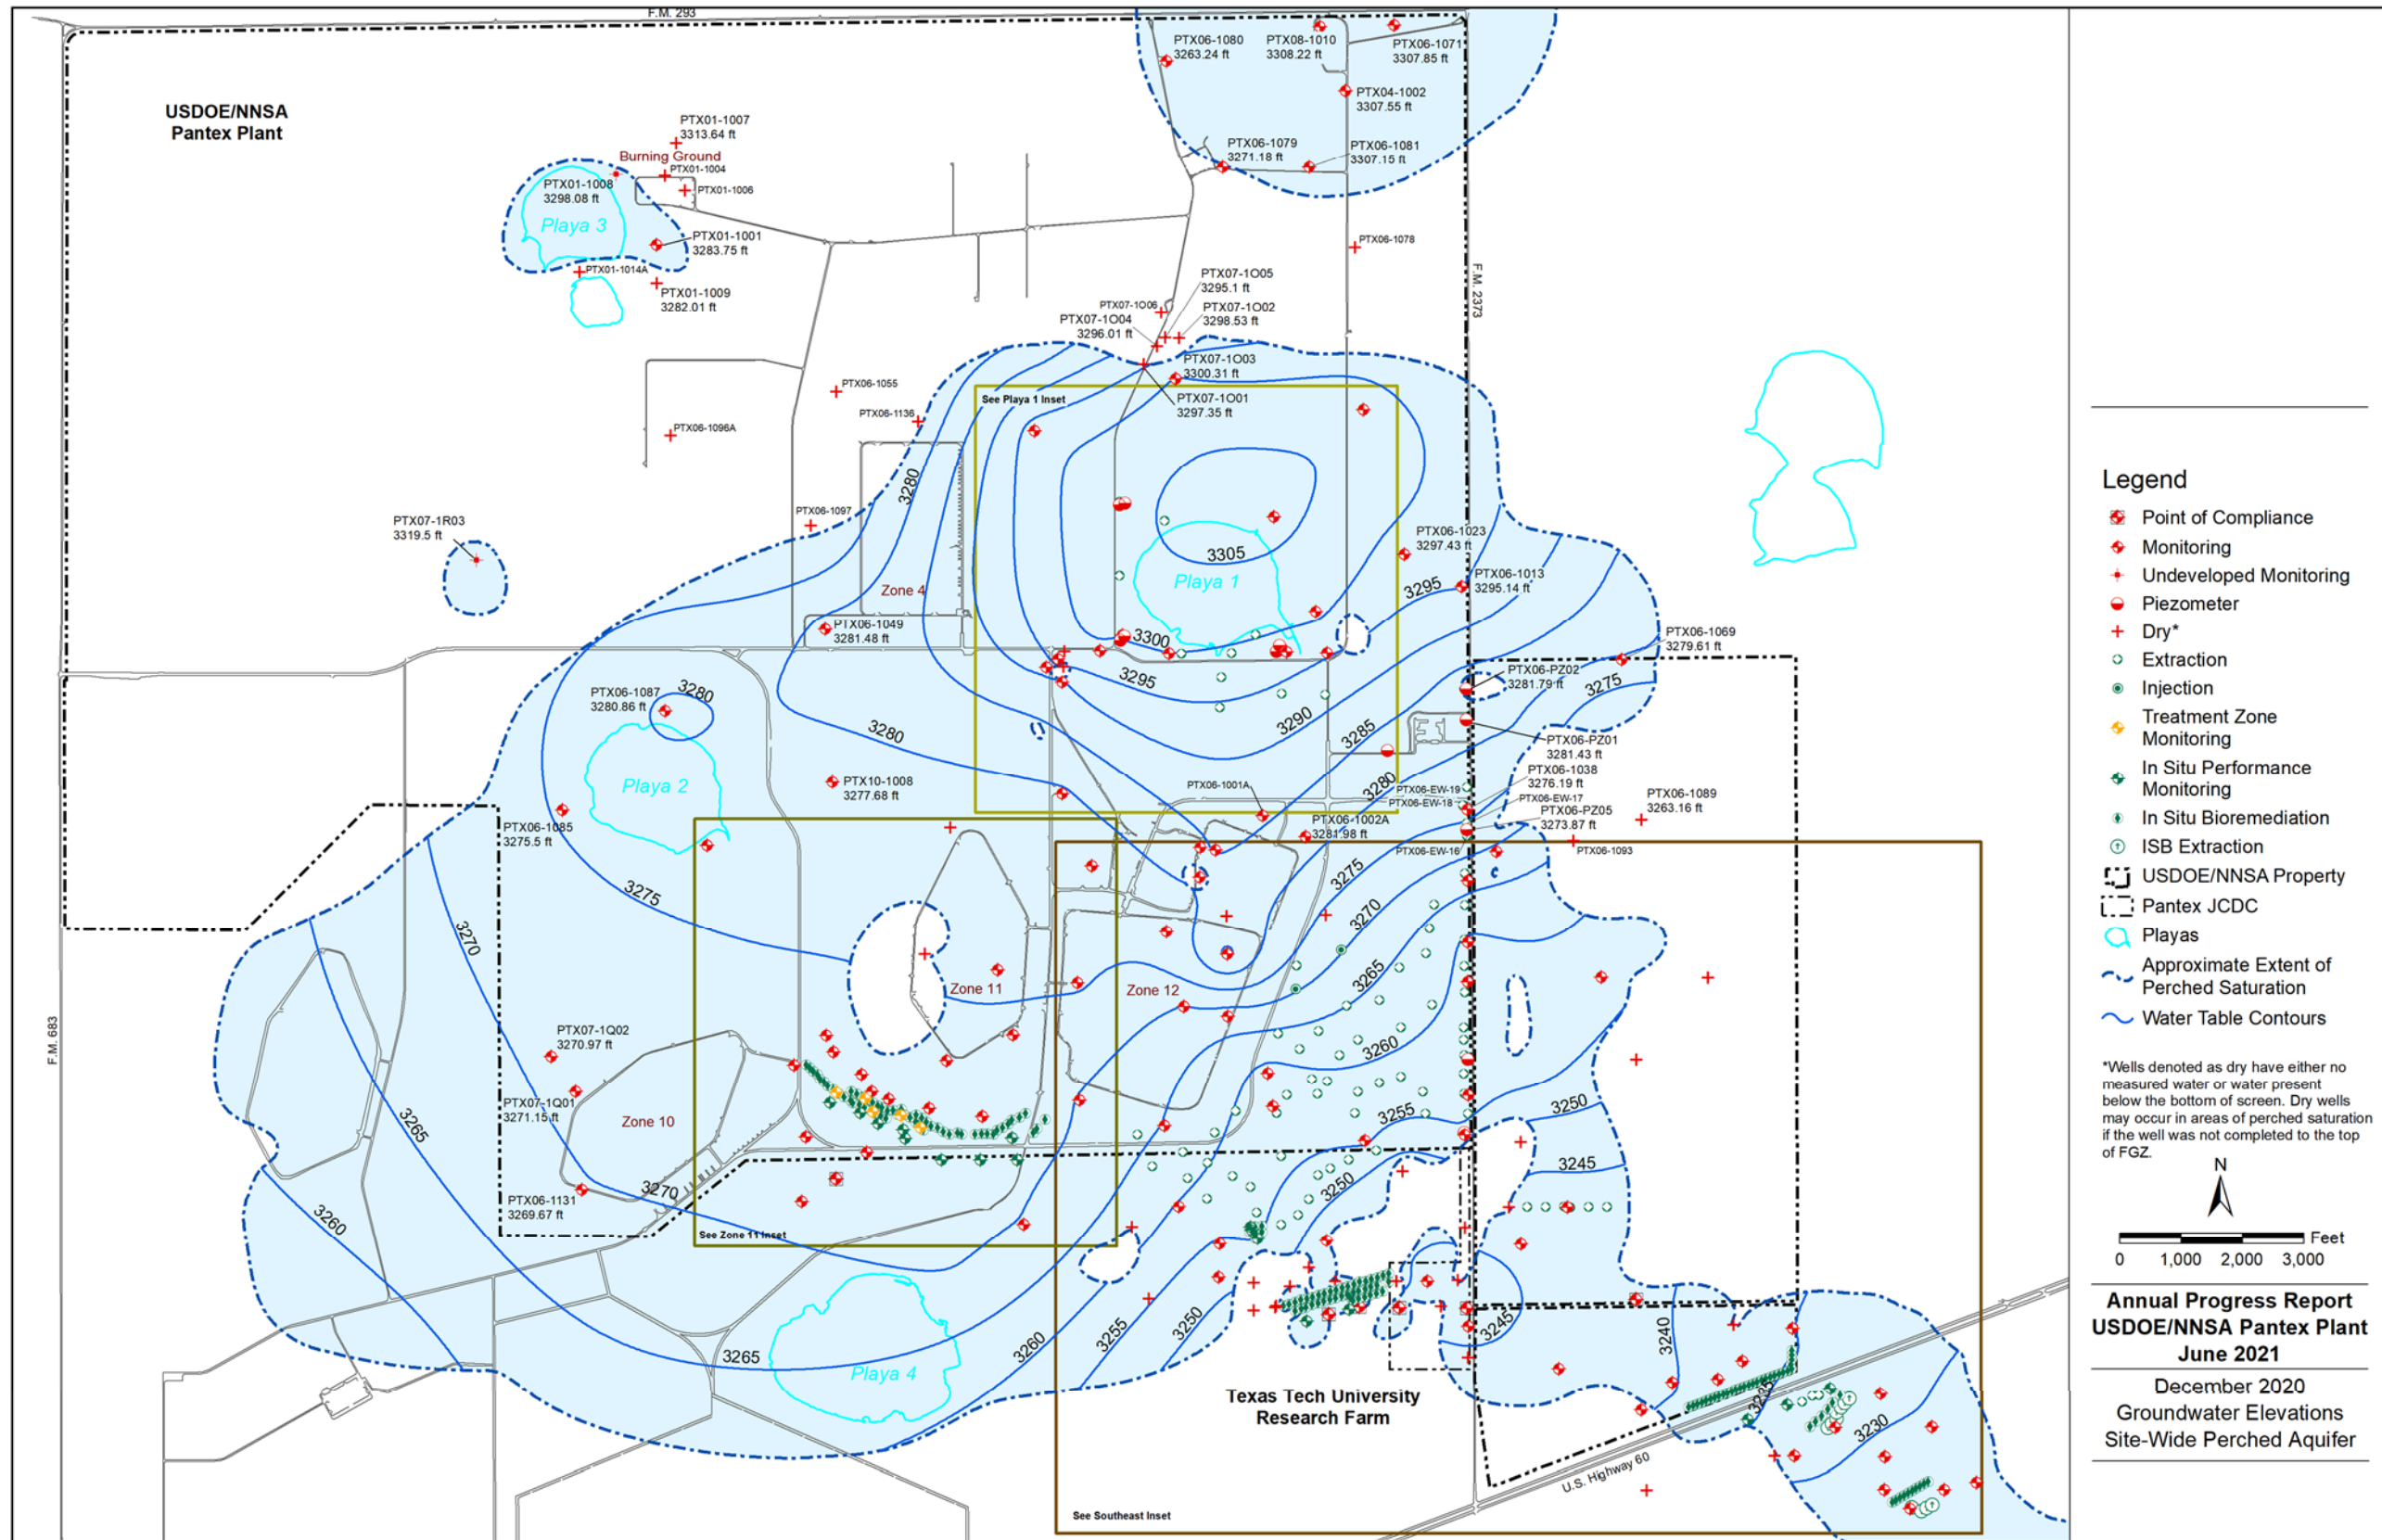 F.M. 293
USDOE/NNSA
Pantex Plant
PTX06-1080
3263.24 ft
PTX08-1010
3308.22 ft
PTX06-1071
3307.85 ft
PTX04-1002
3307.55 ft
PTX06-1079
3271.18 ft
PTX06-1081
3307.15 ft
PTX01-1007
3313.64 ft
Burning Ground
PTX01-1004
PTX01-1006
PTX01-1008
3298.08 ft
Playa 3
PTX01-1001
3283.75 ft
PTX01-1014A
PTX01-1009
3282.01 ft
PTX06-1078
F.M. 2373
PTX07-1O05
3295.1 ft
PTX07-1O06
PTX07-1O02
3298.53 ft
PTX07-1O04
3296.01 ft
PTX07-1O03
3300.31 ft
PTX07-1O01
3297.35 ft
See Playa 1 Inset
PTX06-1055
PTX06-1136
PTX06-1096A
3280
PTX06-1097
PTX07-1R03
3319.5 ft
Zone 4
3305
Playa 1
PTX06-1023
3297.43 ft
3295
PTX06-1013
3295.14 ft
PTX06-1049
3281.48 ft
3300
3295
PTX06-1069
3279.61 ft
PTX06-PZ02
3281.79 ft
3275
PTX06-1087
3280.86 ft
3280
3280
3290
3285
PTX06-PZ01
3281.43 ft
Playa 2
PTX10-1008
3277.68 ft
PTX06-1001A
3280
PTX06-EW-19
PTX06-EW-18
PTX06-1038
3276.19 ft
PTX06-EW-17
PTX06-PZ05
3273.87 ft
PTX06-1089
3263.16 ft
PTX06-1085
3275.5 ft
PTX06-1002A
3281.98 ft
PTX06-EW-16
PTX06-1093
3275
3275
3270
3270
3265
Zone 11
Zone 12
F.M. 683
PTX07-1Q02
3270.97 ft
3260
PTX07-1Q01
3271.15 ft
Zone 10
3265
3255
3250
3245
PTX06-1131
3269.67 ft
3270
3250
3260
See Zone 11 Inset
3265
3260
3255
3250
3245
3240
3235
3230
Playa 4
Texas Tech University
Research Farm
U.S. Highway 60
See Southeast Inset
Legend
Point of Compliance
Monitoring
Undeveloped Monitoring
Piezometer
Dry*
Extraction
Injection
Treatment Zone
Monitoring
In Situ Performance
Monitoring
In Situ Bioremediation
ISB Extraction
USDOE/NNSA Property
Pantex JCDC
Playas
Approximate Extent of
Perched Saturation
Water Table Contours
*Wells denoted as dry have either no
measured water or water present
below the bottom of screen. Dry wells
may occur in areas of perched saturation
if the well was not completed to the top
of FGZ.
N
Feet
0 1,000 2,000 3,000
Annual Progress Report
USDOE/NNSA Pantex Plant
June 2021
December 2020
Groundwater Elevations
Site-Wide Perched Aquifer